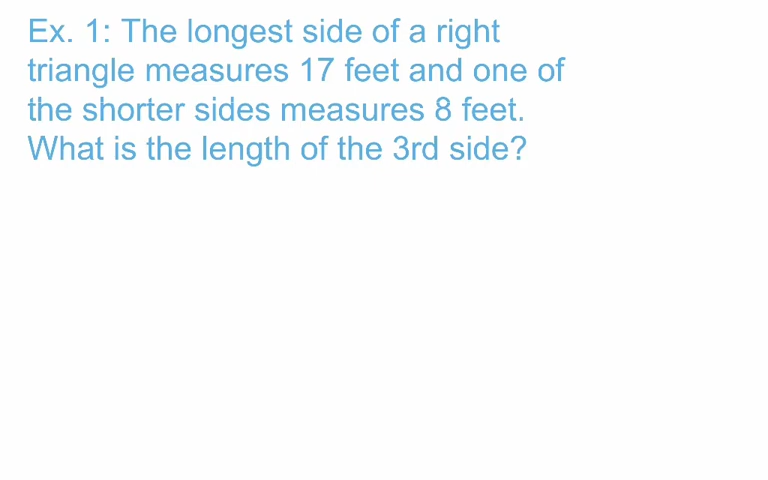 Ex. 1: The longest side of a right
triangle measures 17 feet and one of
the shorter sides measures 8 feet.
What is the length of the 3rd side?